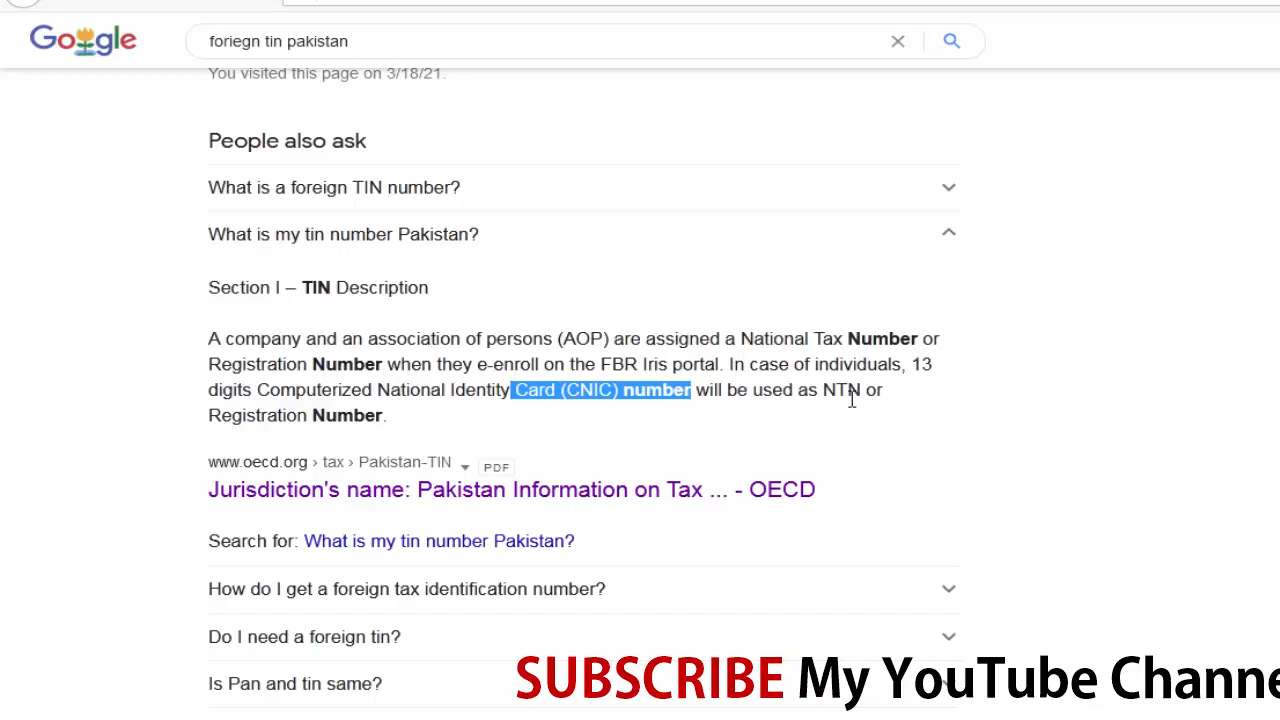 Google
foriegn tin pakistan
You visited this page on 3/18/21.
People also ask
What is a foreign TIN number?
What is my tin number Pakistan?
Section I – TIN Description
A company and an association of persons (AOP) are assigned a National Tax Number or
Registration Number when they e-enroll on the FBR Iris portal. In case of individuals, 13
digits Computerized National Identity Card (CNIC) number will be used as NTN or
Registration Number.
www.oecd.org › tax › Pakistan-TIN PDF
Jurisdiction's name: Pakistan Information on Tax ... - OECD
Search for: What is my tin number Pakistan?
How do I get a foreign tax identification number?
Do I need a foreign tin?
Is Pan and tin same?
SUBSCRIBE My YouTube Channe